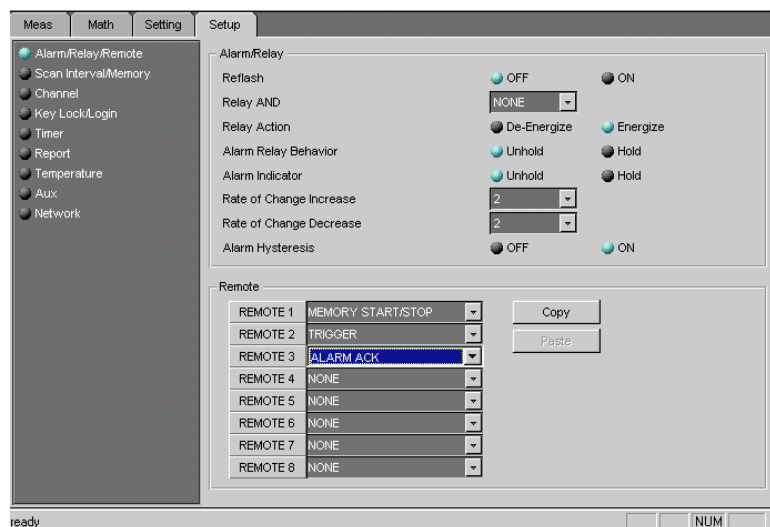 Meas Math Setting Setup
Alarm/Relay/Remote
Scan Interval/Memory
Channel
Key Lock/Login
Timer
Report
Temperature
Aux
Network
Alarm/Relay
Reflash OFF ON
Relay AND NONE
Relay Action De-Energize Energize
Alarm Relay Behavior Unhold Hold
Alarm Indicator Unhold Hold
Rate of Change Increase 2
Rate of Change Decrease 2
Alarm Hysteresis OFF ON
Remote
REMOTE 1 MEMORY START/STOP Copy
REMOTE 2 TRIGGER Paste
REMOTE 3 ALARM ACK
REMOTE 4 NONE
REMOTE 5 NONE
REMOTE 6 NONE
REMOTE 7 NONE
REMOTE 8 NONE
ready NUM